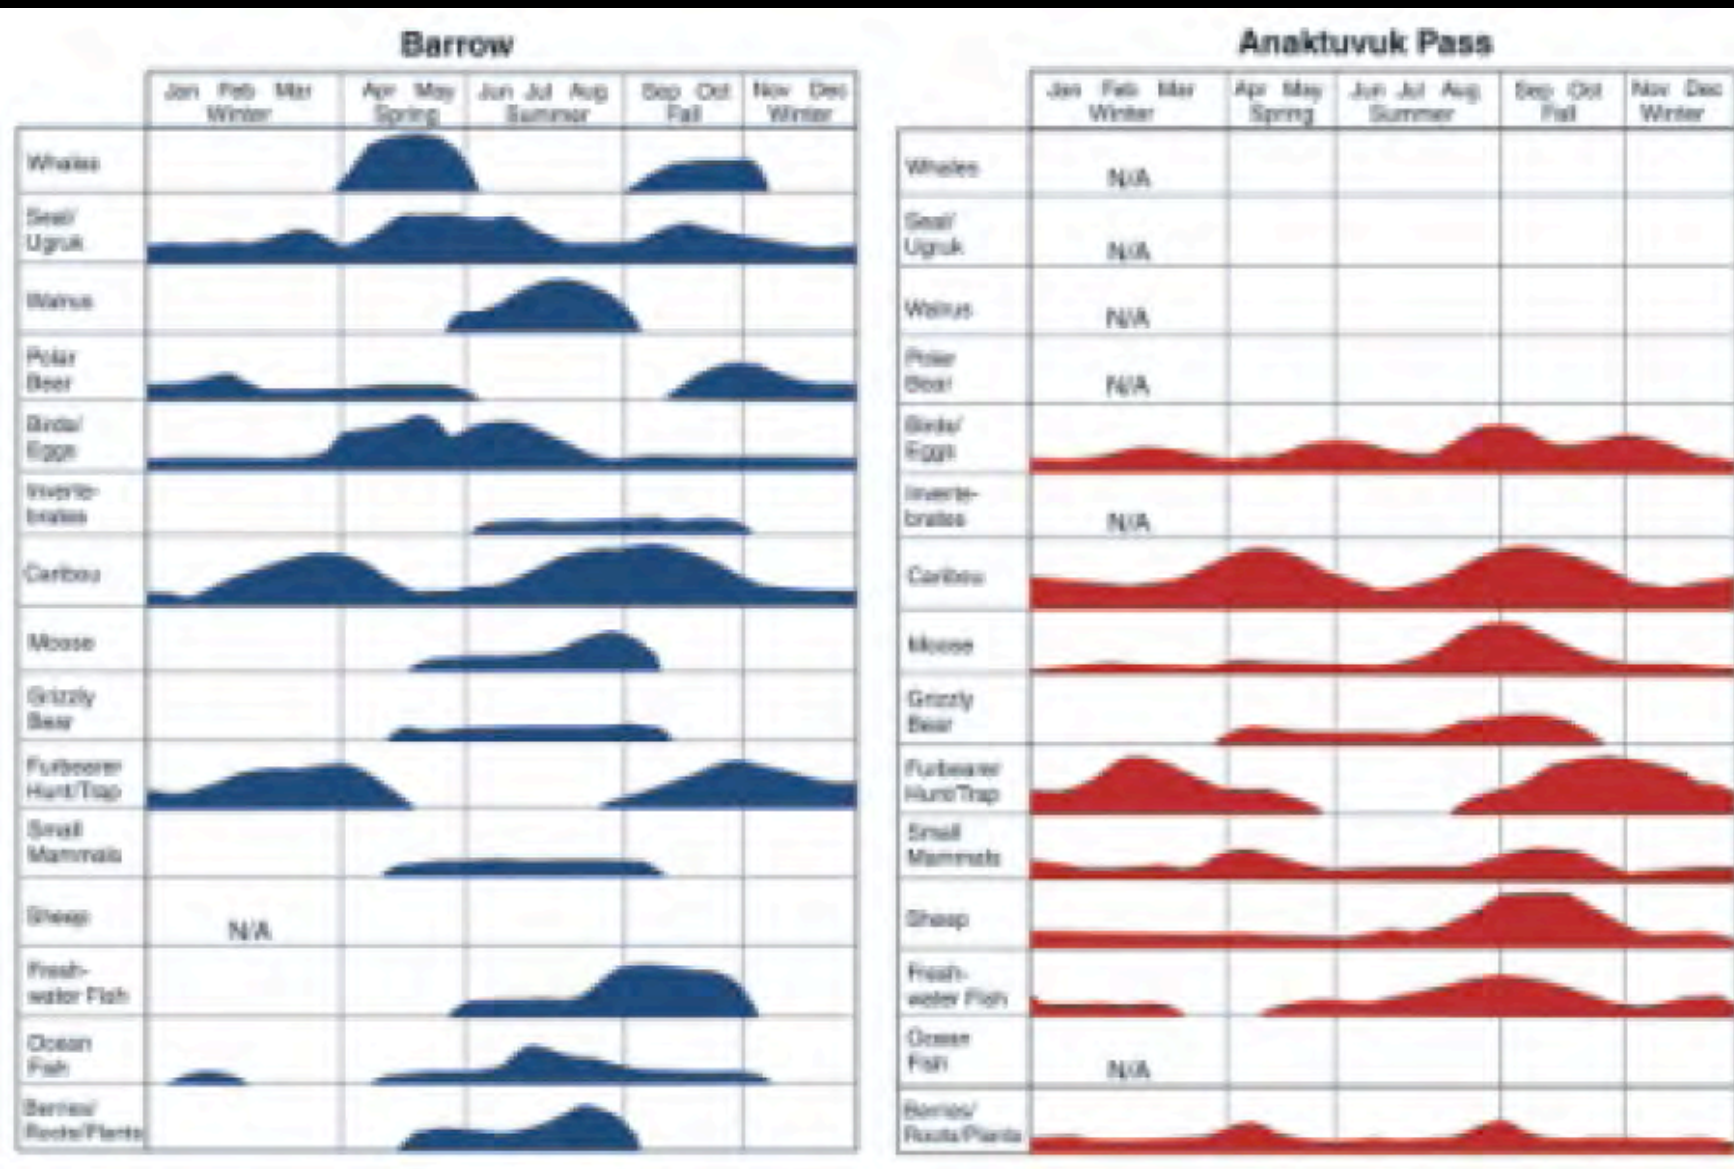 Barrow
Jan Feb Mar Apr May Jun Jul Aug Sep Oct Nov Dec
Winter Spring Summer Fall Winter
Whales
Seal/
Ugruk
Walrus
Polar
Bear
Birds/
Eggs
Inverte-
brates
Caribou
Moose
Grizzly
Bear
Furbearer
Hunt/Trap
Small
Mammals
Sheep
N/A
Fresh-
water Fish
Ocean
Fish
Berries/
Roots/Plants
Anaktuvuk Pass
Jan Feb Mar Apr May Jun Jul Aug Sep Oct Nov Dec
Winter Spring Summer Fall Winter
Whales
N/A
Seal/
Ugruk
N/A
Walrus
N/A
Polar
Bear
N/A
Birds/
Eggs
Inverte-
brates
N/A
Caribou
Moose
Grizzly
Bear
Furbearer
Hunt/Trap
Small
Mammals
Sheep
Fresh-
water Fish
Ocean
Fish
N/A
Berries/
Roots/Plants